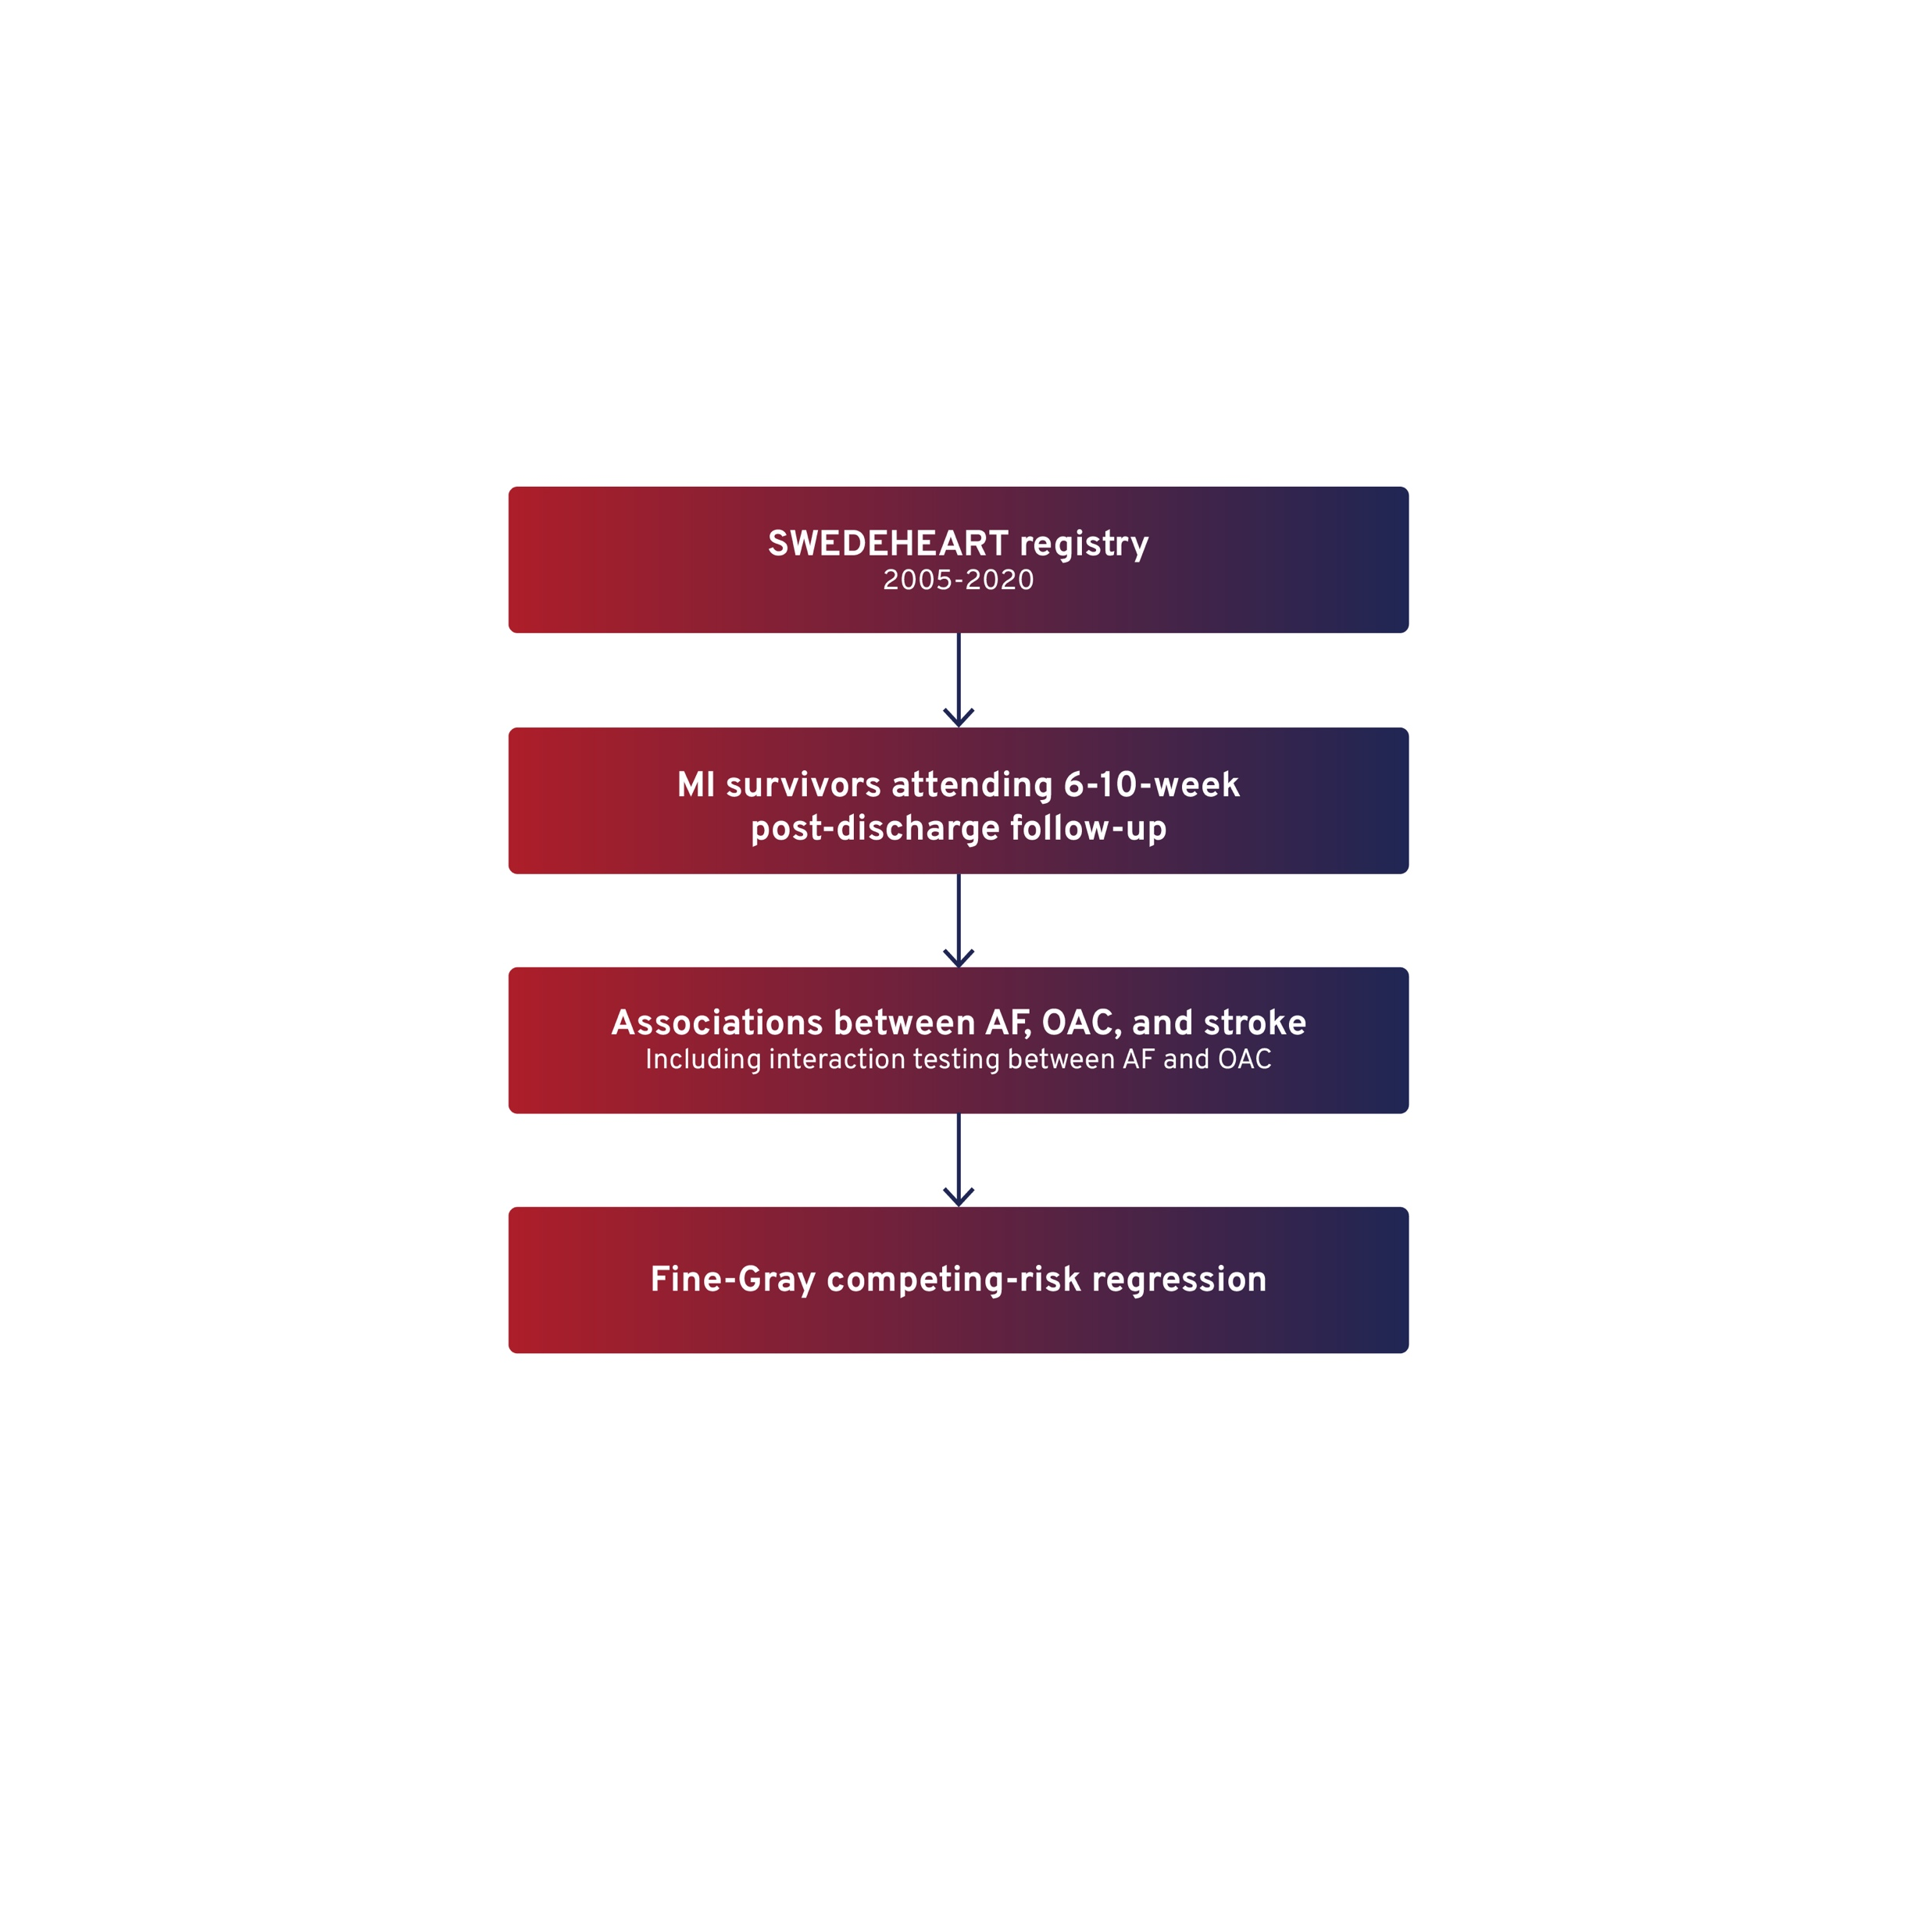 SWEDEHEART registry
2005-2020
MI survivors attending 6-10-week
post-discharge follow-up
Associations between AF, OAC, and stroke
Including interaction testing between AF and OAC
Fine-Gray competing-risk regression